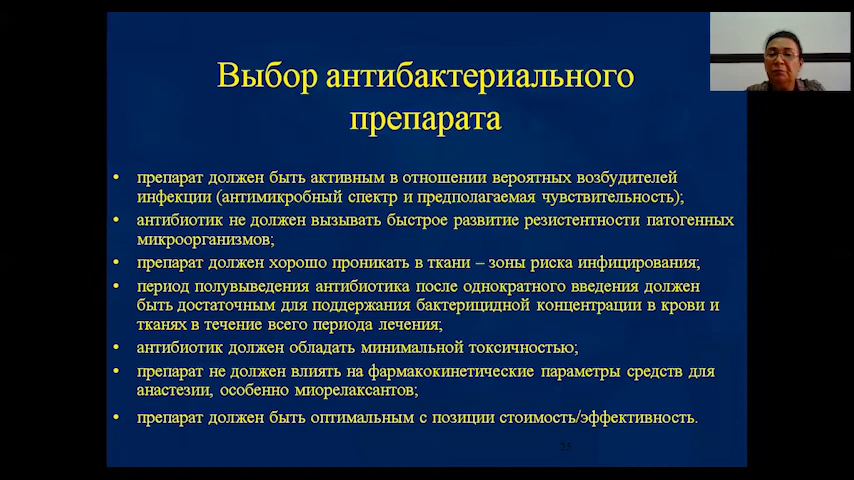 Выбор антибактериального
препарата
• препарат должен быть активным в отношении вероятных возбудителей
инфекции (антимикробный спектр и предполагаемая чувствительность);
• антибиотик не должен вызывать быстрое развитие резистентности патогенных
микроорганизмов;
• препарат должен хорошо проникать в ткани – зоны риска инфицирования;
• период полувыведения антибиотика после однократного введения должен
быть достаточным для поддержания бактерицидной концентрации в крови и
тканях в течение всего периода лечения;
• антибиотик должен обладать минимальной токсичностью;
• препарат не должен влиять на фармакокинетические параметры средств для
анастезии, особенно миорелаксантов;
• препарат должен быть оптимальным с позиции стоимость/эффективность.
25